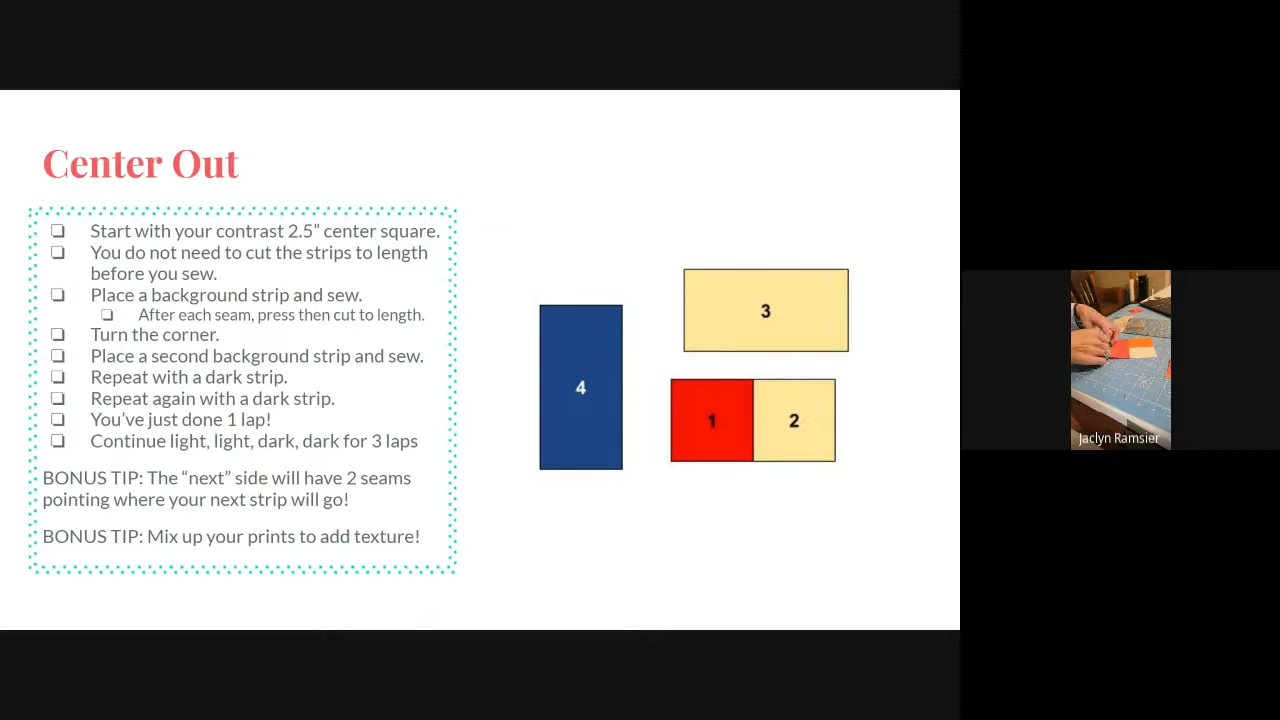 Center Out
Start with your contrast 2.5” center square.
You do not need to cut the strips to length
before you sew.
Place a background strip and sew.
After each seam, press then cut to length.
Turn the corner.
Place a second background strip and sew.
Repeat with a dark strip.
Repeat again with a dark strip.
You’ve just done 1 lap!
Continue light, light, dark, dark for 3 laps
BONUS TIP: The “next” side will have 2 seams
pointing where your next strip will go!
BONUS TIP: Mix up your prints to add texture!
3
4
1
2
Jaclyn Ramsier